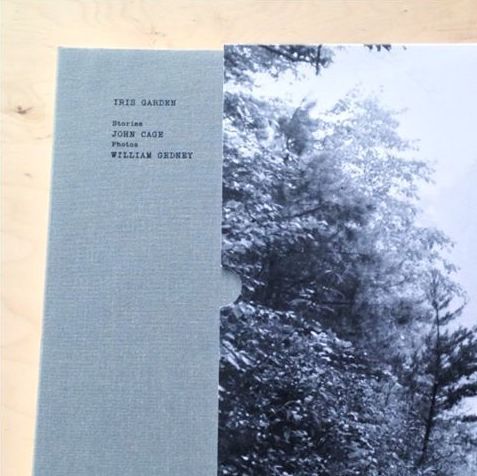 IRIS GARDEN
Stories
JOHN CAGE
Photos
WILLIAM GEDNEY